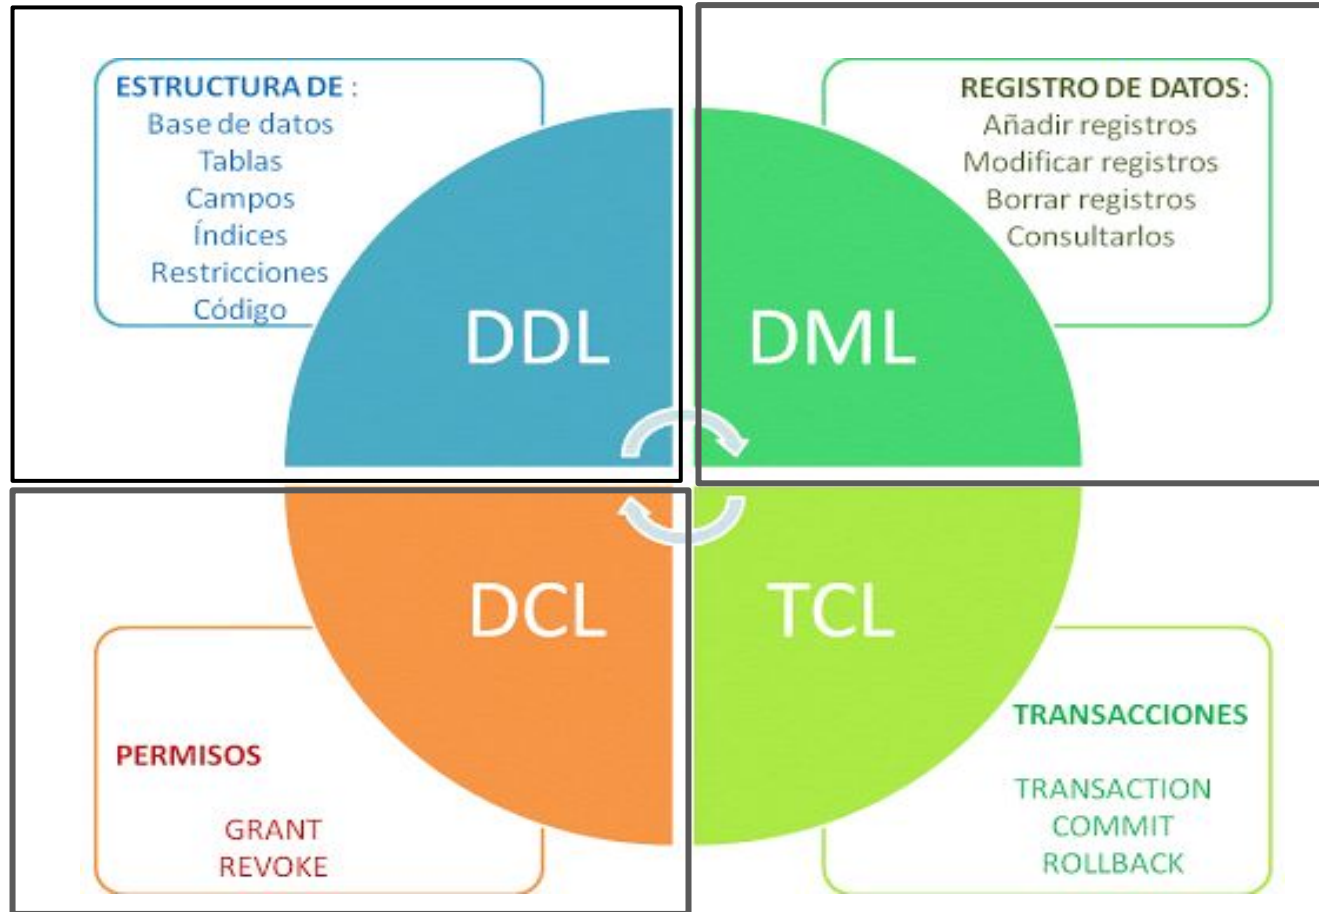 ESTRUCTURA DE :
Base de datos
Tablas
Campos
Índices
Restricciones
Código
DDL
REGISTRO DE DATOS:
Añadir registros
Modificar registros
Borrar registros
Consultarlos
DML
DCL
PERMISOS
GRANT
REVOKE
TCL
TRANSACCIONES
TRANSACTION
COMMIT
ROLLBACK